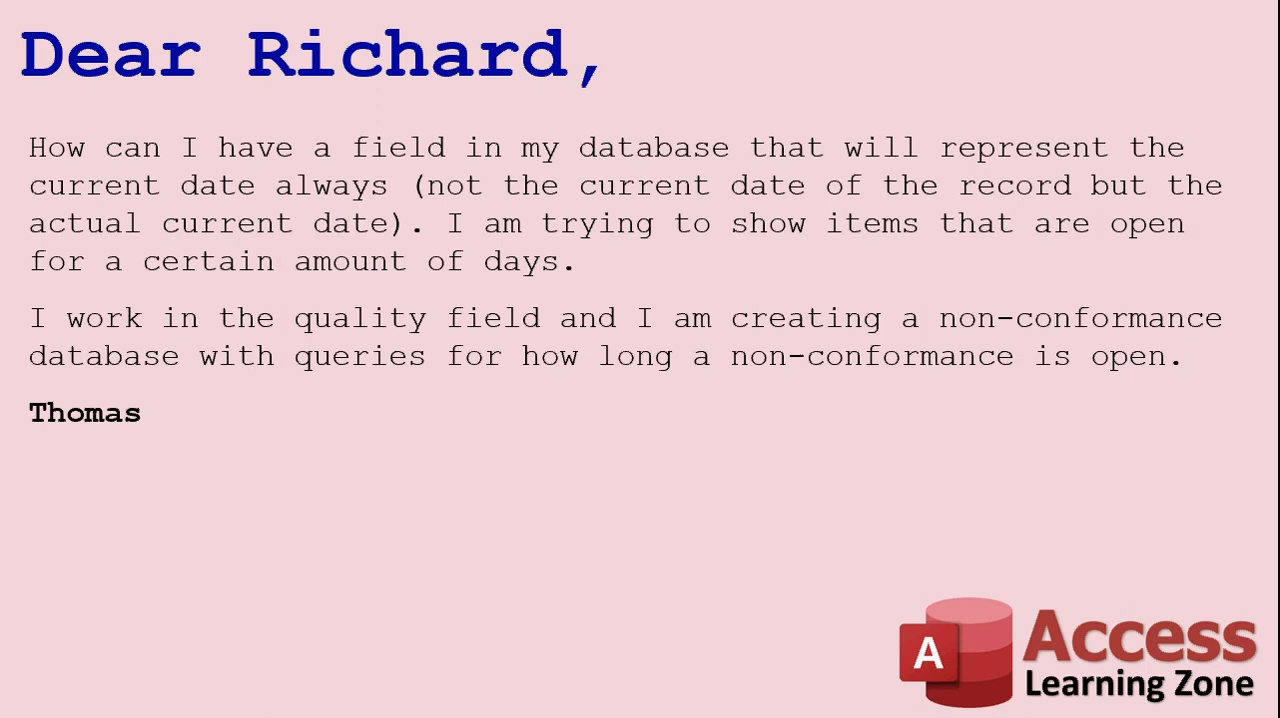 Dear Richard,
How can I have a field in my database that will represent the
current date always (not the current date of the record but the
actual current date). I am trying to show items that are open
for a certain amount of days.
I work in the quality field and I am creating a non-conformance
database with queries for how long a non-conformance is open.
Thomas
A
Access
Learning Zone